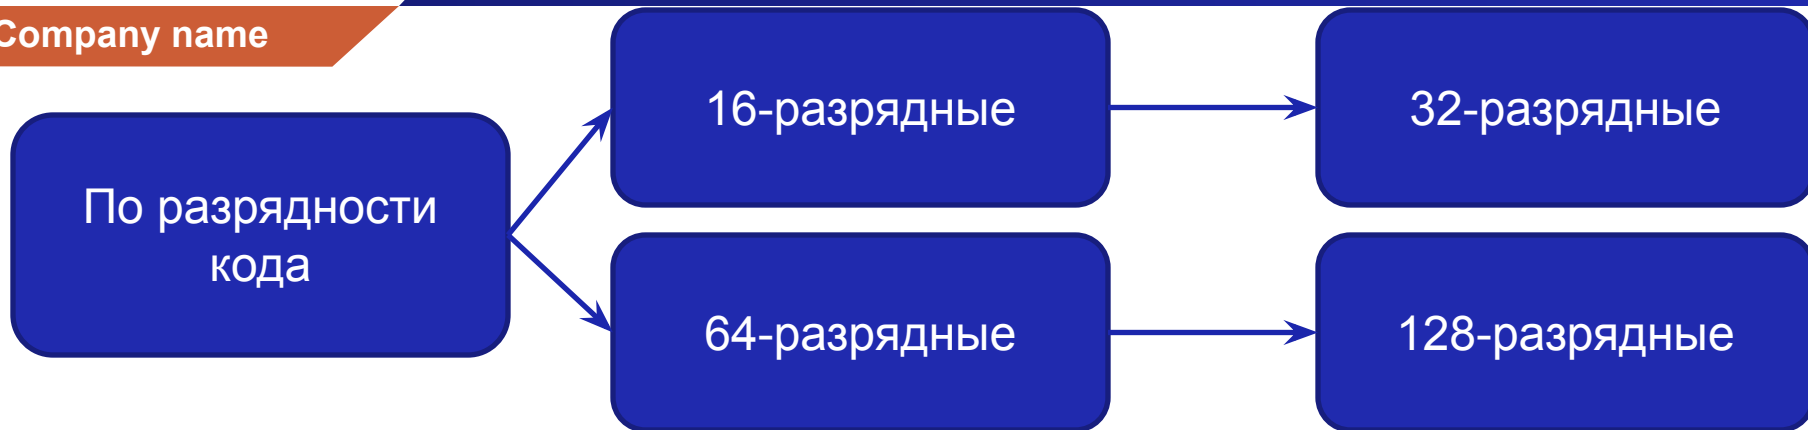 Company name
16-разрядные
32-разрядные
По разрядности
кода
64-разрядные
128-разрядные